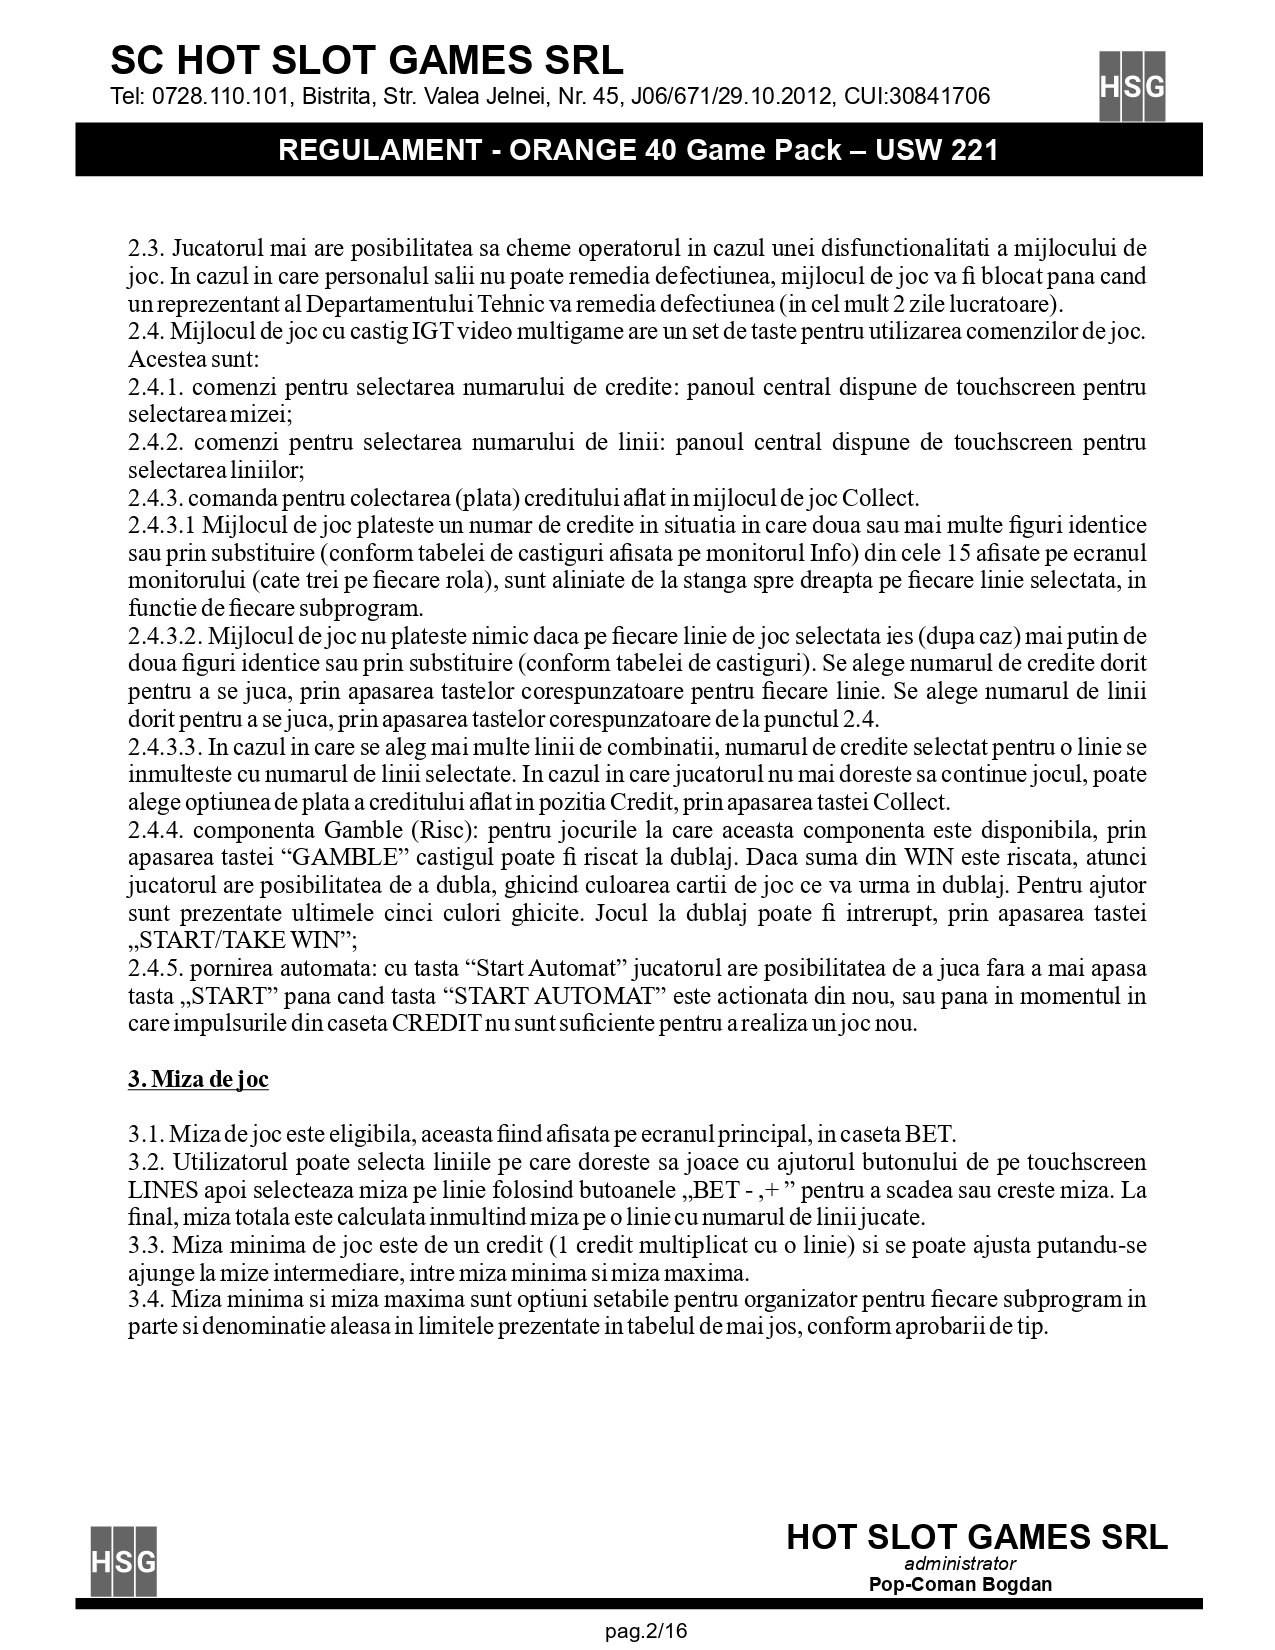 SC HOT SLOT GAMES SRL
Tel: 0728.110.101, Bistrita, Str. Valea Jelnei, Nr. 45, J06/671/29.10.2012, CUI:30841706
HSG
REGULAMENT - ORANGE 40 Game Pack – USW 221
2.3. Jucatorul mai are posibilitatea sa cheme operatorul in cazul unei disfunctionalitati a mijlocului de
joc. In cazul in care personalul salii nu poate remedia defectiunea, mijlocul de joc va fi blocat pana cand
un reprezentant al Departamentului Tehnic va remedia defectiunea (in cel mult 2 zile lucratoare).
2.4. Mijlocul de joc cu castig IGT video multigame are un set de taste pentru utilizarea comenzilor de joc.
Acestea sunt:
2.4.1. comenzi pentru selectarea numarului de credite: panoul central dispune de touchscreen pentru
selectarea mizei;
2.4.2. comenzi pentru selectarea numarului de linii: panoul central dispune de touchscreen pentru
selectarea liniilor;
2.4.3. comanda pentru colectarea (plata) creditului aflat in mijlocul de joc Collect.
2.4.3.1 Mijlocul de joc plateste un numar de credite in situatia in care doua sau mai multe figuri identice
sau prin substituire (conform tabelei de castiguri afisata pe monitorul Info) din cele 15 afisate pe ecranul
monitorului (cate trei pe fiecare rola), sunt aliniate de la stanga spre dreapta pe fiecare linie selectata, in
functie de fiecare subprogram.
2.4.3.2. Mijlocul de joc nu plateste nimic daca pe fiecare linie de joc selectata ies (dupa caz) mai putin de
doua figuri identice sau prin substituire (conform tabelei de castiguri). Se alege numarul de credite dorit
pentru a se juca, prin apasarea tastelor corespunzatoare pentru fiecare linie. Se alege numarul de linii
dorit pentru a se juca, prin apasarea tastelor corespunzatoare de la punctul 2.4.
2.4.3.3. In cazul in care se aleg mai multe linii de combinatii, numarul de credite selectat pentru o linie se
inmulteste cu numarul de linii selectate. In cazul in care jucatorul nu mai doreste sa continue jocul, poate
alege optiunea de plata a creditului aflat in pozitia Credit, prin apasarea tastei Collect.
2.4.4. componenta Gamble (Risc): pentru jocurile la care aceasta componenta este disponibila, prin
apasarea tastei “GAMBLE” castigul poate fi riscat la dublaj. Daca suma din WIN este riscata, atunci
jucatorul are posibilitatea de a dubla, ghicind culoarea cartii de joc ce va urma in dublaj. Pentru ajutor
sunt prezentate ultimele cinci culori ghicite. Jocul la dublaj poate fi intrerupt, prin apasarea tastei
„START/TAKE WIN”;
2.4.5. pornirea automata: cu tasta “Start Automat” jucatorul are posibilitatea de a juca fara a mai apasa
tasta „START” pana cand tasta “START AUTOMAT” este actionata din nou, sau pana in momentul in
care impulsurile din caseta CREDIT nu sunt suficiente pentru a realiza un joc nou.
3. Miza de joc
3.1. Miza de joc este eligibila, aceasta fiind afisata pe ecranul principal, in caseta BET.
3.2. Utilizatorul poate selecta liniile pe care doreste sa joace cu ajutorul butonului de pe touchscreen
LINES apoi selecteaza miza pe linie folosind butoanele „BET - ,+ ” pentru a scadea sau creste miza. La
final, miza totala este calculata inmultind miza pe o linie cu numarul de linii jucate.
3.3. Miza minima de joc este de un credit (1 credit multiplicat cu o linie) si se poate ajusta putandu-se
ajunge la mize intermediare, intre miza minima si miza maxima.
3.4. Miza minima si miza maxima sunt optiuni setabile pentru organizator pentru fiecare subprogram in
parte si denominatie aleasa in limitele prezentate in tabelul de mai jos, conform aprobarii de tip.
HSG
HOT SLOT GAMES SRL
administrator
Pop-Coman Bogdan
pag.2/16